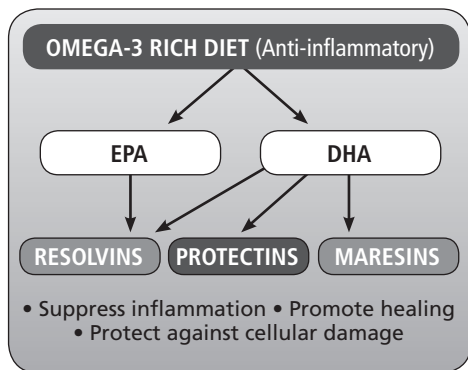 OMEGA-3 RICH DIET (Anti-inflammatory)
EPA DHA
RESOLVINS PROTECTINS MARESINS
• Suppress inflammation • Promote healing
• Protect against cellular damage